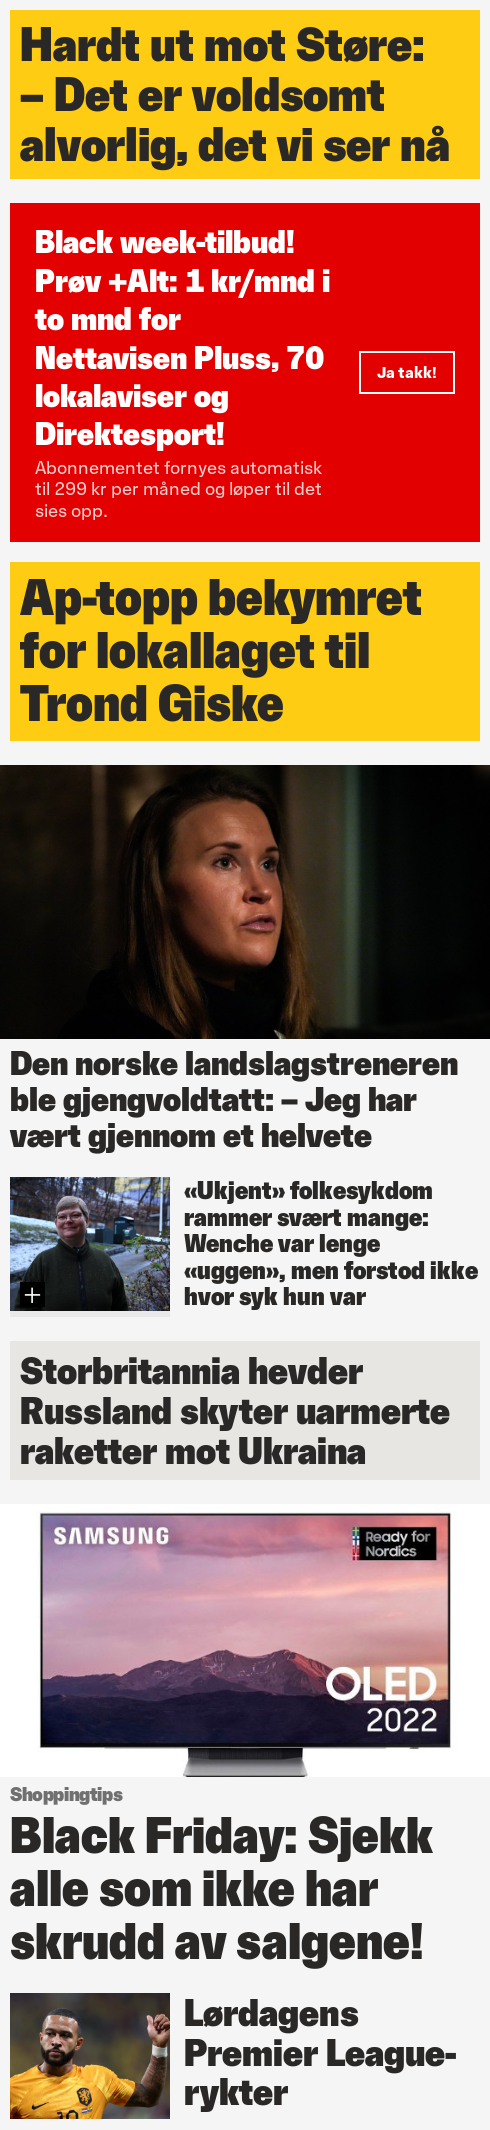 Hardt ut mot Støre:
– Det er voldsomt
alvorlig, det vi ser nå
Black week-tilbud!
Prøv +Alt: 1 kr/mnd i
to mnd for
Nettavisen Pluss, 70
lokalaviser og
Direktesport!
Ja takk!
Abonnementet fornyes automatisk
til 299 kr per måned og løper til det
sies opp.
Ap-topp bekymret
for lokallaget til
Trond Giske
Den norske landslagstreneren
ble gjengvoldtatt: – Jeg har
vært gjennom et helvete
«Ukjent» folkesykdom
rammer svært mange:
Wenche var lenge
«uggen», men forstod ikke
hvor syk hun var
Storbritannia hevder
Russland skyter uarmerte
raketter mot Ukraina
SAMSUNG
Ready for
Nordics
OLED
2022
Shoppingtips
Black Friday: Sjekk
alle som ikke har
skrudd av salgene!
Lørdagens
Premier League-
rykter
10